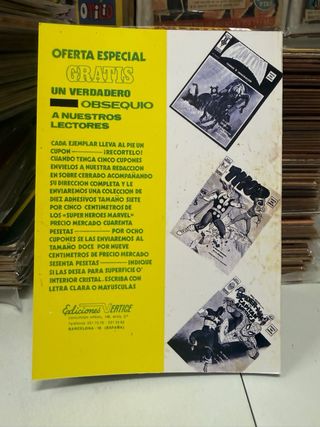 OFERTA ESPECIAL
GRATIS
UN VERDADERO
OBSEQUIO
A NUESTROS
LECTORES
CADA EJEMPLAR LLEVA AL PIE UN
CUPON ———— ¡RECORTELO!
CUANDO TENGA CINCO CUPONES
ENVIELOS A NUESTRA REDACCION
EN SOBRE CERRADO ACOMPAÑANDO
SU DIRECCION COMPLETA Y LE
ENVIAREMOS UNA COLECCION DE
DIEZ ADHESIVOS TAMAÑO SIETE
POR CINCO CENTIMETROS DE
LOS «SUPER HEROES MARVEL»
PRECIO MERCADO CUARENTA
PESETAS ———— POR OCHO
CUPONES SE LAS ENVIAREMOS AL
TAMAÑO DOCE POR NUEVE
CENTIMETROS DE PRECIO MERCADO
SESENTA PESETAS ———— INDIQUE
SI LAS DESEA PARA SUPERFICIE O'
INTERIOR CRISTAL. ESCRIBA CON
LETRA CLARA O MAYUSCULAS
Ediciones VERTICE
BARCELONA (ESPAÑA)
THOR